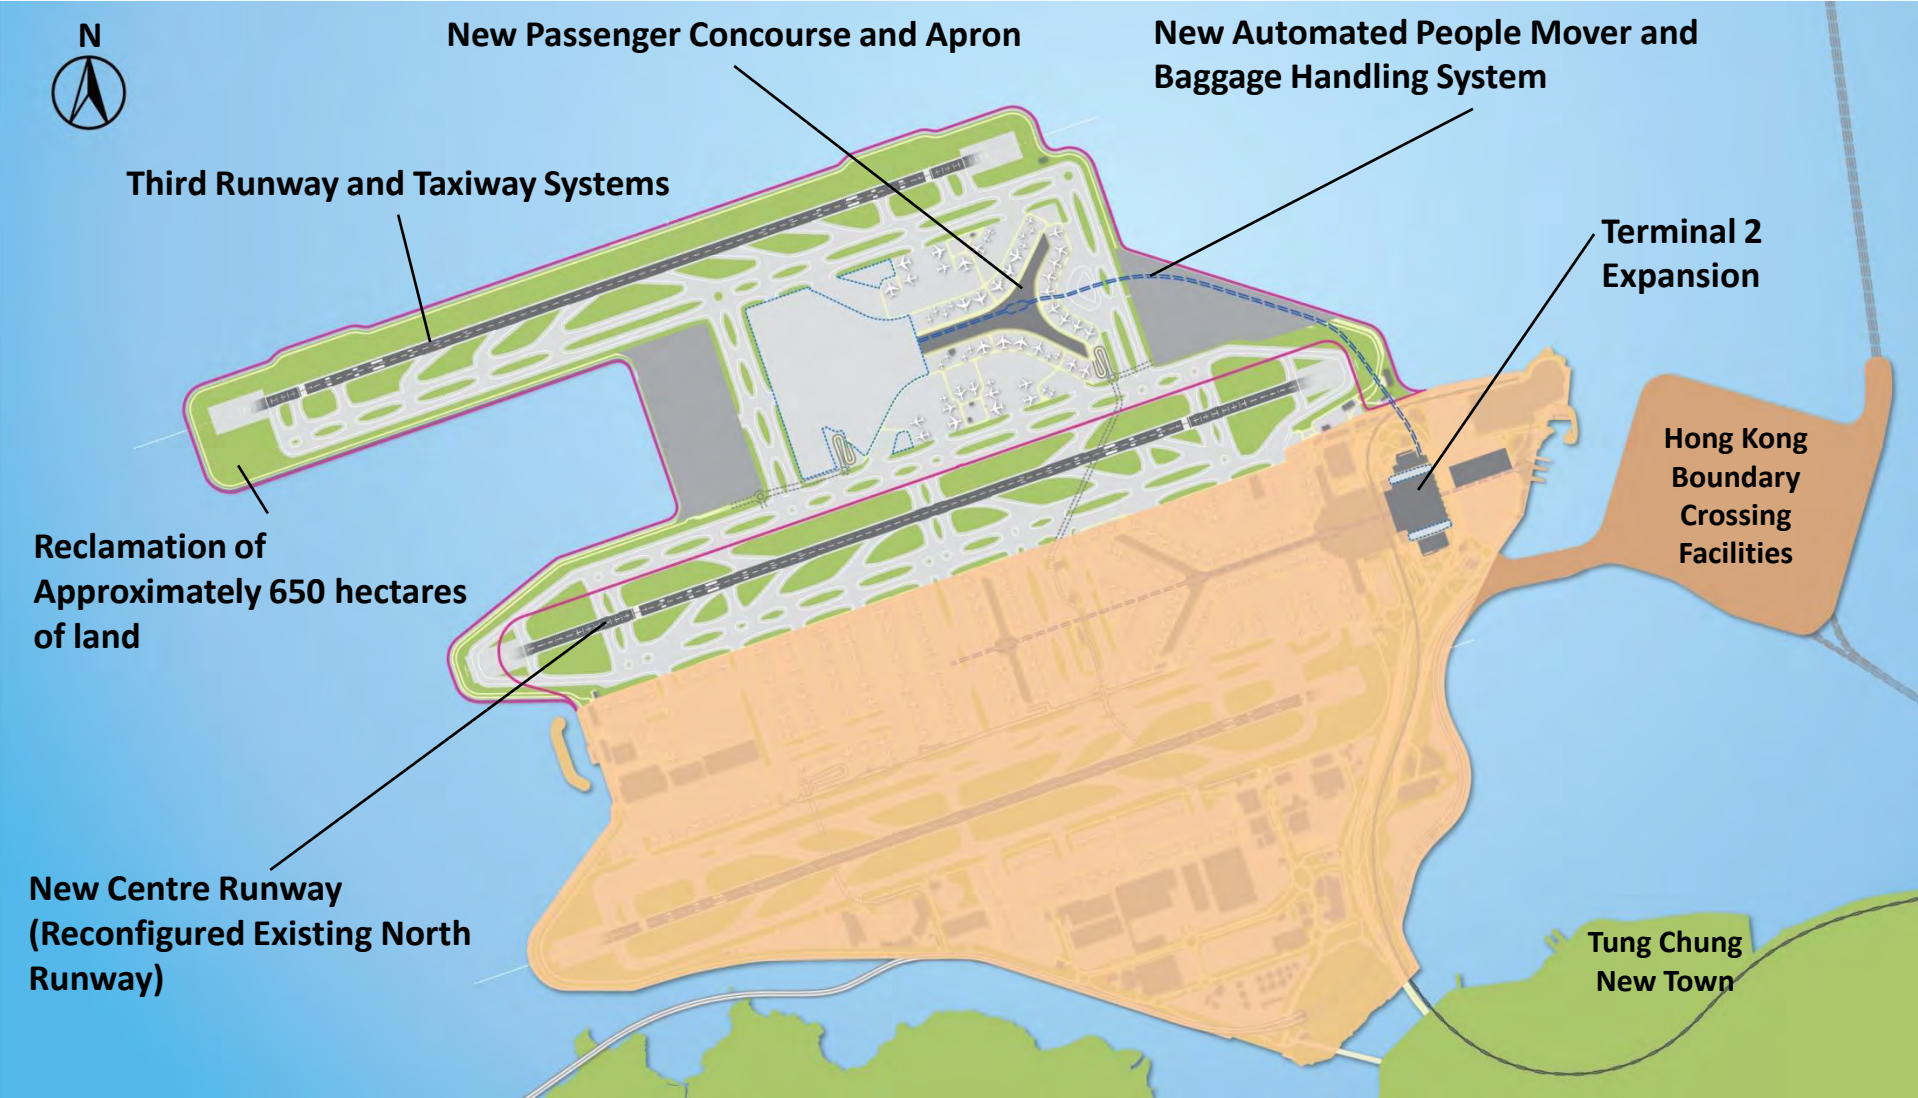 N
New Passenger Concourse and Apron
New Automated People Mover and
Baggage Handling System
Third Runway and Taxiway Systems
Terminal 2
Expansion
Hong Kong
Boundary
Crossing
Facilities
Reclamation of
Approximately 650 hectares
of land
New Centre Runway
(Reconfigured Existing North
Runway)
Tung Chung
New Town